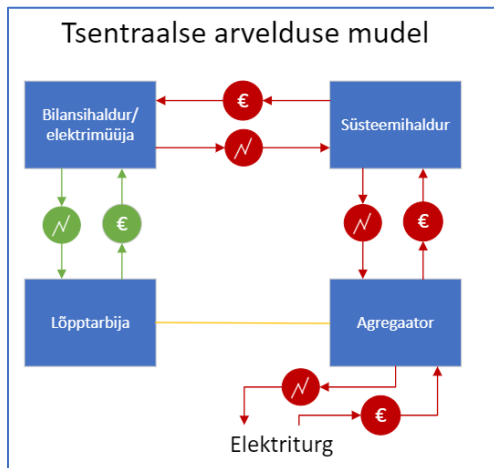 Tsentraalse arvelduse mudel
€
Bilansihaldur/
elektrimüüja
Süsteemihaldur
€
€
Lõpptarbija
Agregaator
€
Elektriturg